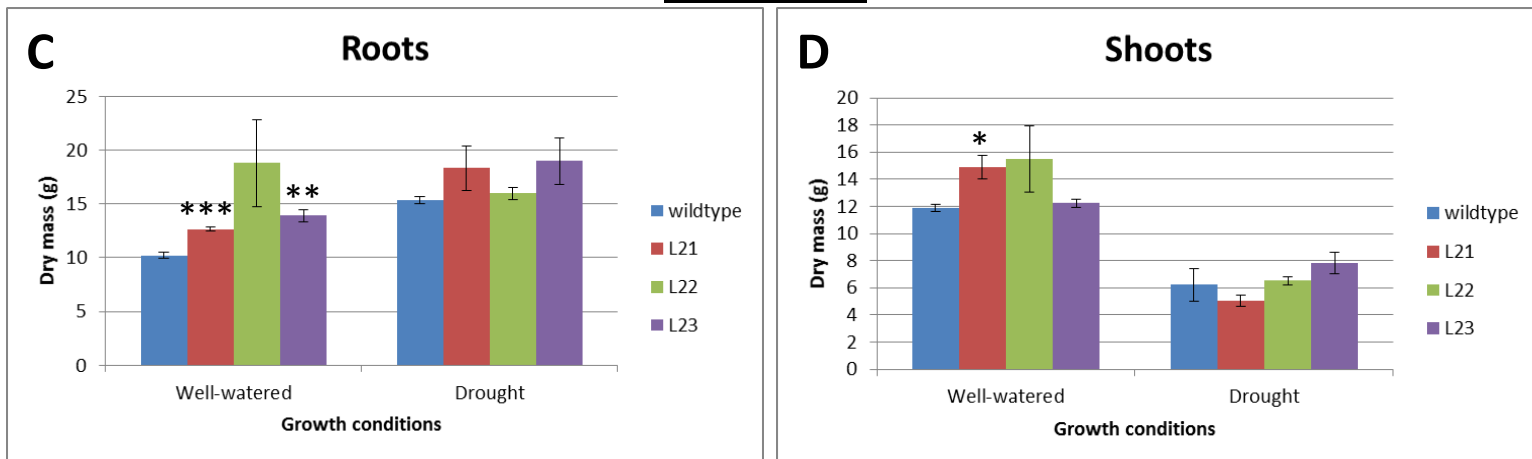 C
Roots
25
20
15
10
5
0
Dry mass (g)
***
**
Well-watered
Drought
Growth conditions
wildtype
L21
L22
L23
D
Shoots
20
18
16
14
12
10
8
6
4
2
0
Dry mass (g)
*
Well-watered
Drought
Growth conditions
wildtype
L21
L22
L23